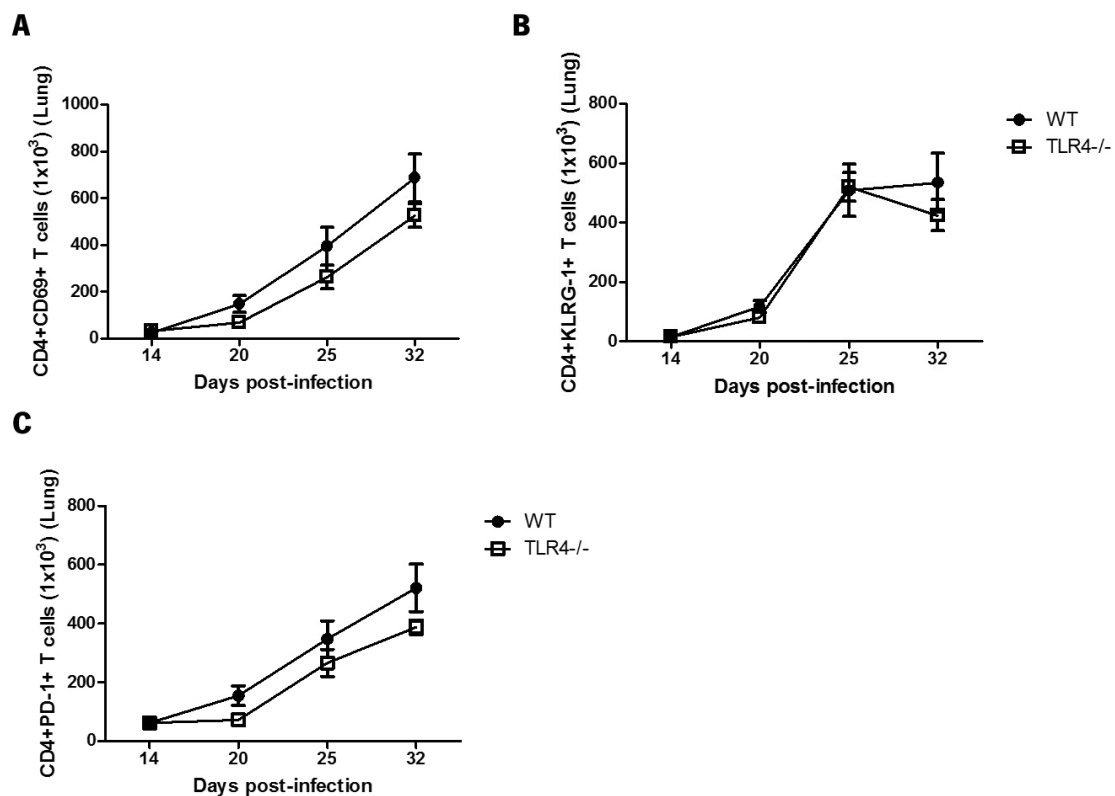 A
CD4+CD69+ T cells (1x10³) (Lung)
1000
800
600
400
200
0
14 20 25 32
Days post-infection
B
CD4+KLRG-1+ T cells (1x10³) (Lung)
800
600
400
200
0
14 20 25 32
Days post-infection
WT
TLR4-/-
C
CD4+PD-1+ T cells (1x10³) (Lung)
800
600
400
200
0
14 20 25 32
Days post-infection
WT
TLR4-/-